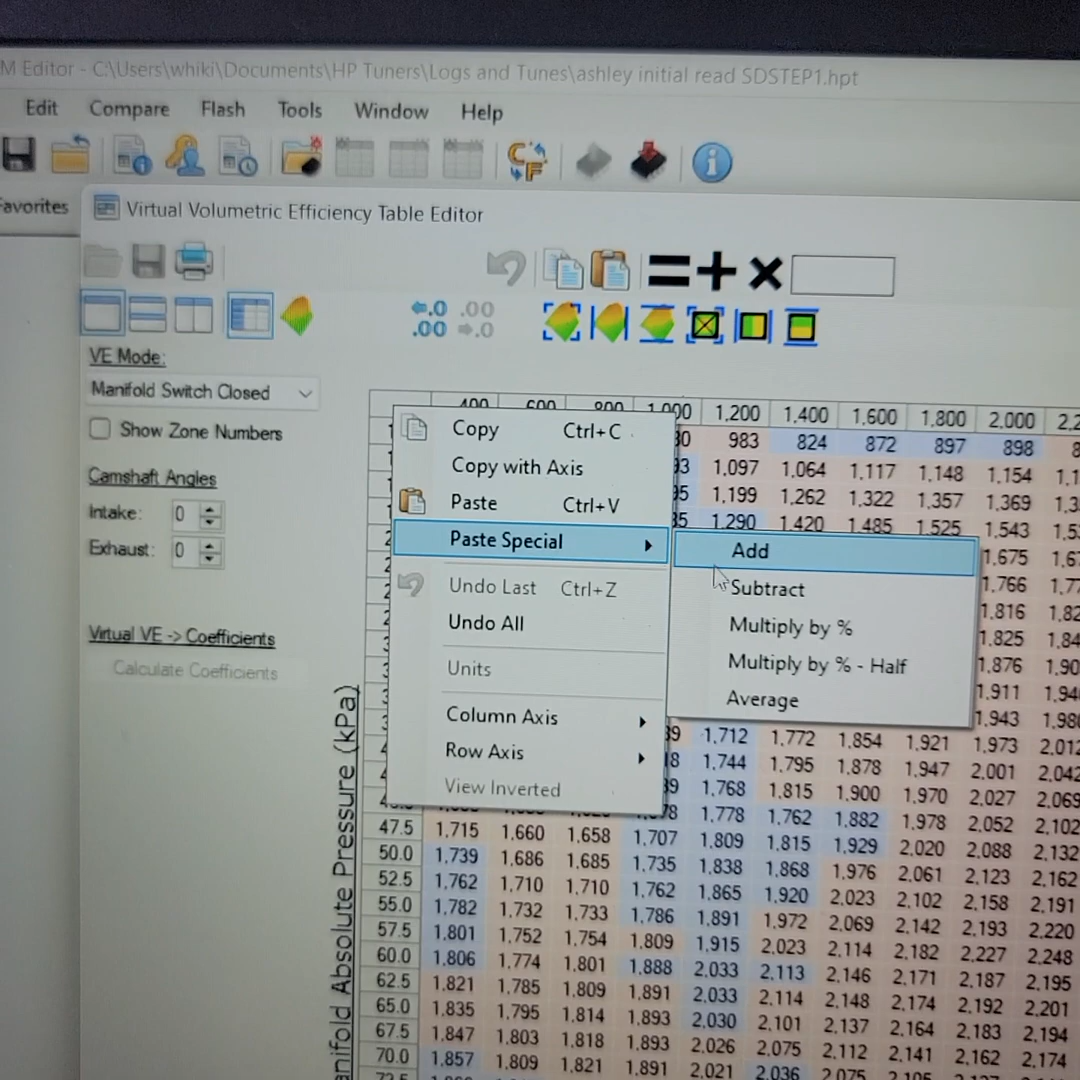 M Editor - C:\Users\whiki\Documents\HP Tuners\Logs and Tunes\ashley initial read SDSTEP1.hpt
Edit Compare Flash Tools Window Help
Favorites
Virtual Volumetric Efficiency Table Editor
VE Mode:
Manifold Switch Closed
Show Zone Numbers
Camshaft Angles
Intake: 0
Exhaust: 0
Virtual VE -> Coefficients
Calculate Coefficients
Copy Ctrl+C
Copy with Axis
Paste Ctrl+V
Paste Special
Undo Last Ctrl+Z
Undo All
Units
Column Axis
Row Axis
View Inverted
Add
Subtract
Multiply by %
Multiply by % - Half
Average
anifold Absolute Pressure (kPa)
400 600 800 1,000 1,200 1,400 1,600 1,800 2,000
983 824 872 897 898
1,097 1,064 1,117 1,148 1,154
1,199 1,262 1,322 1,357 1,369
1,290 1,420 1,485 1,525 1,543
1,675
1,766
1,816
1,825
1,876
1,911
1,943
1,712 1,772 1,854 1,921 1,973 2,012
1,744 1,795 1,878 1,947 2,001 2,042
1,768 1,815 1,900 1,970 2,027 2,069
1,778 1,762 1,882 1,978 2,052 2,102
47.5 1,715 1,660 1,658 1,707 1,809 1,815 1,929 2,020 2,088 2,132
50.0 1,739 1,686 1,685 1,735 1,838 1,868 1,976 2,061 2,123 2,162
52.5 1,762 1,710 1,710 1,762 1,865 1,920 2,023 2,102 2,158 2,191
55.0 1,782 1,732 1,733 1,786 1,891 1,972 2,069 2,142 2,193 2,220
57.5 1,801 1,752 1,754 1,809 1,915 2,023 2,114 2,182 2,227 2,248
60.0 1,806 1,774 1,801 1,888 2,033 2,113 2,146 2,171 2,187 2,195
62.5 1,821 1,785 1,809 1,891 2,033 2,114 2,148 2,174 2,192 2,201
65.0 1,835 1,795 1,814 1,893 2,030 2,101 2,137 2,164 2,183 2,194
67.5 1,847 1,803 1,818 1,893 2,026 2,075 2,112 2,141 2,162 2,174
70.0 1,857 1,809 1,821 1,891 2,021 2,036 2,075